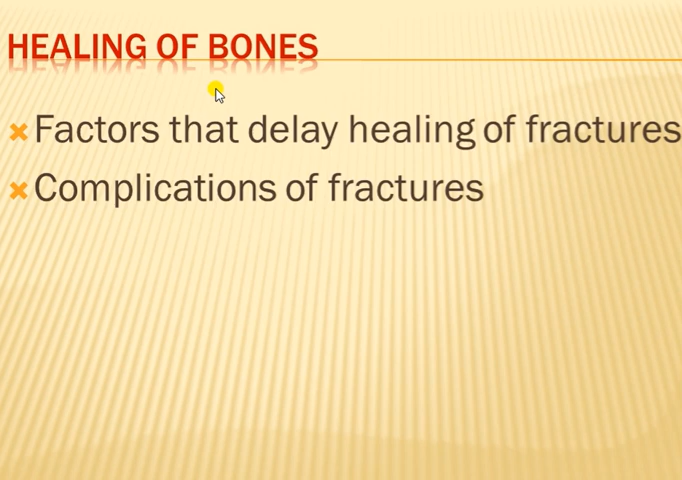 HEALING OF BONES
Factors that delay healing of fractures
Complications of fractures